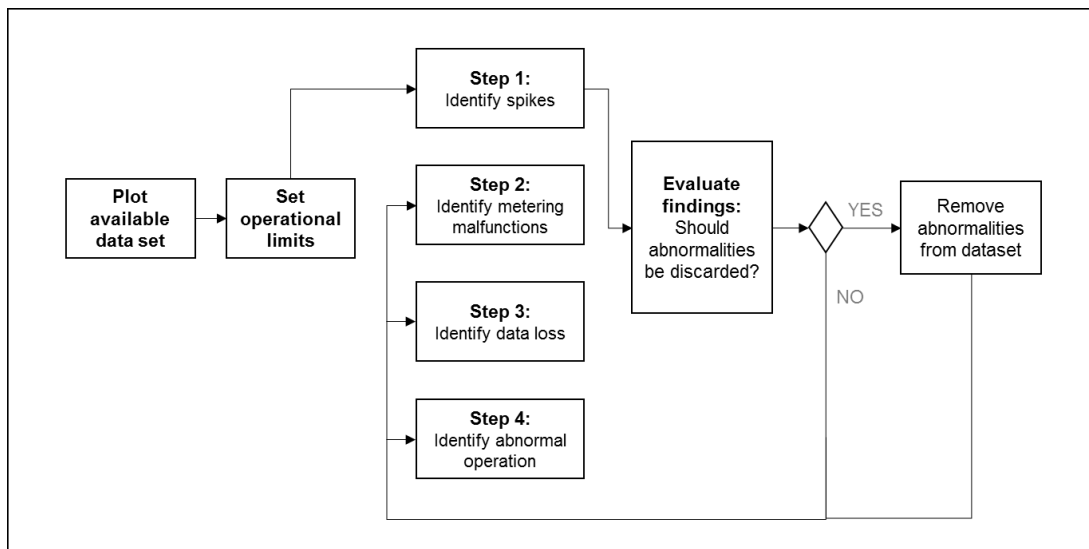 Plot
available
data set
Set
operational
limits
Step 1:
Identify spikes
Step 2:
Identify metering
malfunctions
Step 3:
Identify data loss
Step 4:
Identify abnormal
operation
Evaluate
findings:
Should
abnormalities
be discarded?
YES
NO
Remove
abnormalities
from dataset